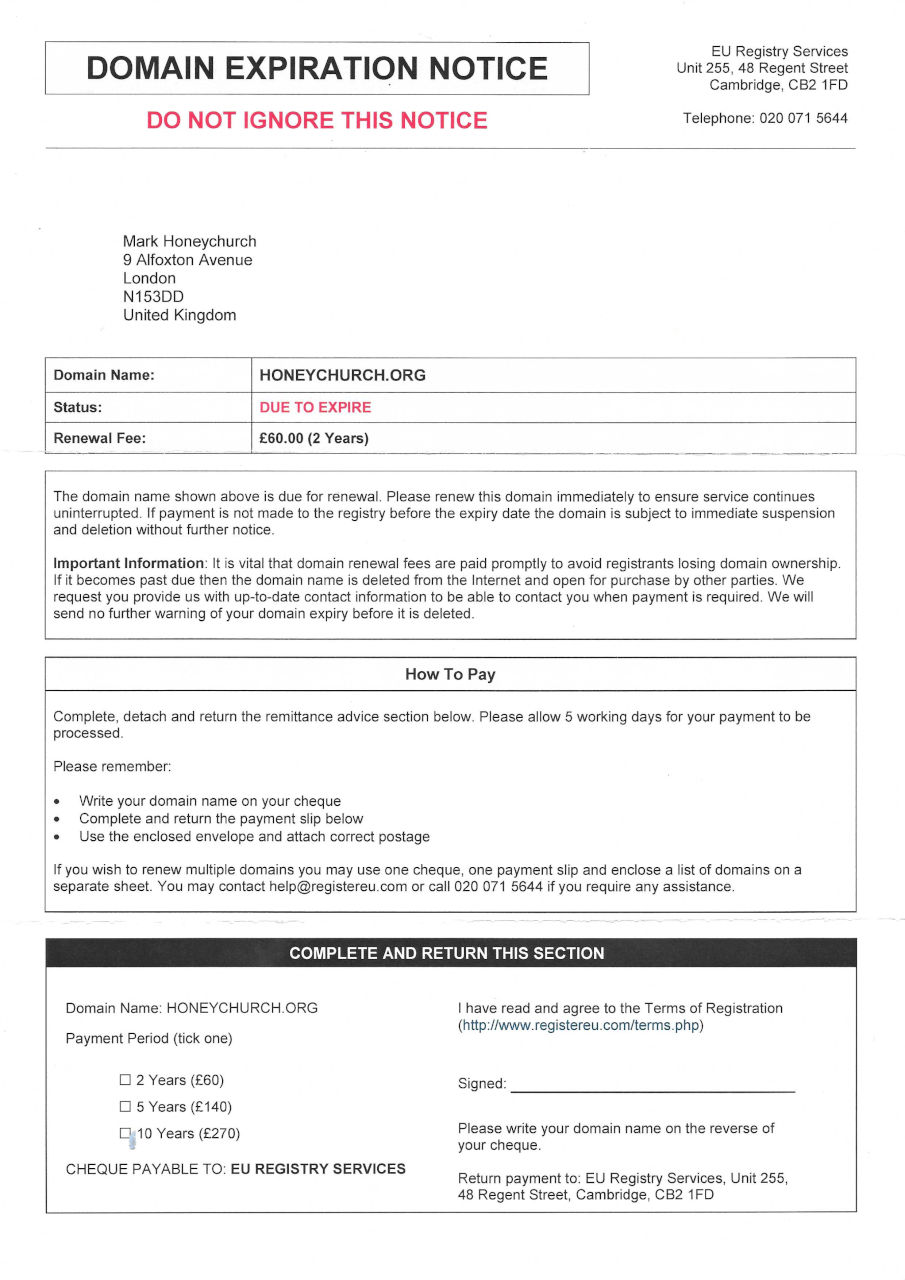 DOMAIN EXPIRATION NOTICE
DO NOT IGNORE THIS NOTICE
EU Registry Services
Unit 255, 48 Regent Street
Cambridge, CB2 1FD
Telephone: 020 071 5644
Mark Honeychurch
9 Alfoxton Avenue
London
N153DD
United Kingdom
Domain Name: HONEYCHURCH.ORG
Status: DUE TO EXPIRE
Renewal Fee: £60.00 (2 Years)
The domain name shown above is due for renewal. Please renew this domain immediately to ensure service continues
uninterrupted. If payment is not made to the registry before the expiry date the domain is subject to immediate suspension
and deletion without further notice.
Important Information: It is vital that domain renewal fees are paid promptly to avoid registrants losing domain ownership.
If it becomes past due then the domain name is deleted from the Internet and open for purchase by other parties. We
request you provide us with up-to-date contact information to be able to contact you when payment is required. We will
send no further warning of your domain expiry before it is deleted.
How To Pay
Complete, detach and return the remittance advice section below. Please allow 5 working days for your payment to be
processed.
Please remember:
• Write your domain name on your cheque
• Complete and return the payment slip below
• Use the enclosed envelope and attach correct postage
If you wish to renew multiple domains you may use one cheque, one payment slip and enclose a list of domains on a
separate sheet. You may contact help@registereu.com or call 020 071 5644 if you require any assistance.
COMPLETE AND RETURN THIS SECTION
Domain Name: HONEYCHURCH.ORG
Payment Period (tick one)
☐ 2 Years (£60)
☐ 5 Years (£140)
☐ 10 Years (£270)
CHEQUE PAYABLE TO: EU REGISTRY SERVICES
I have read and agree to the Terms of Registration
(http://www.registereu.com/terms.php)
Signed:
Please write your domain name on the reverse of
your cheque.
Return payment to: EU Registry Services, Unit 255,
48 Regent Street, Cambridge, CB2 1FD